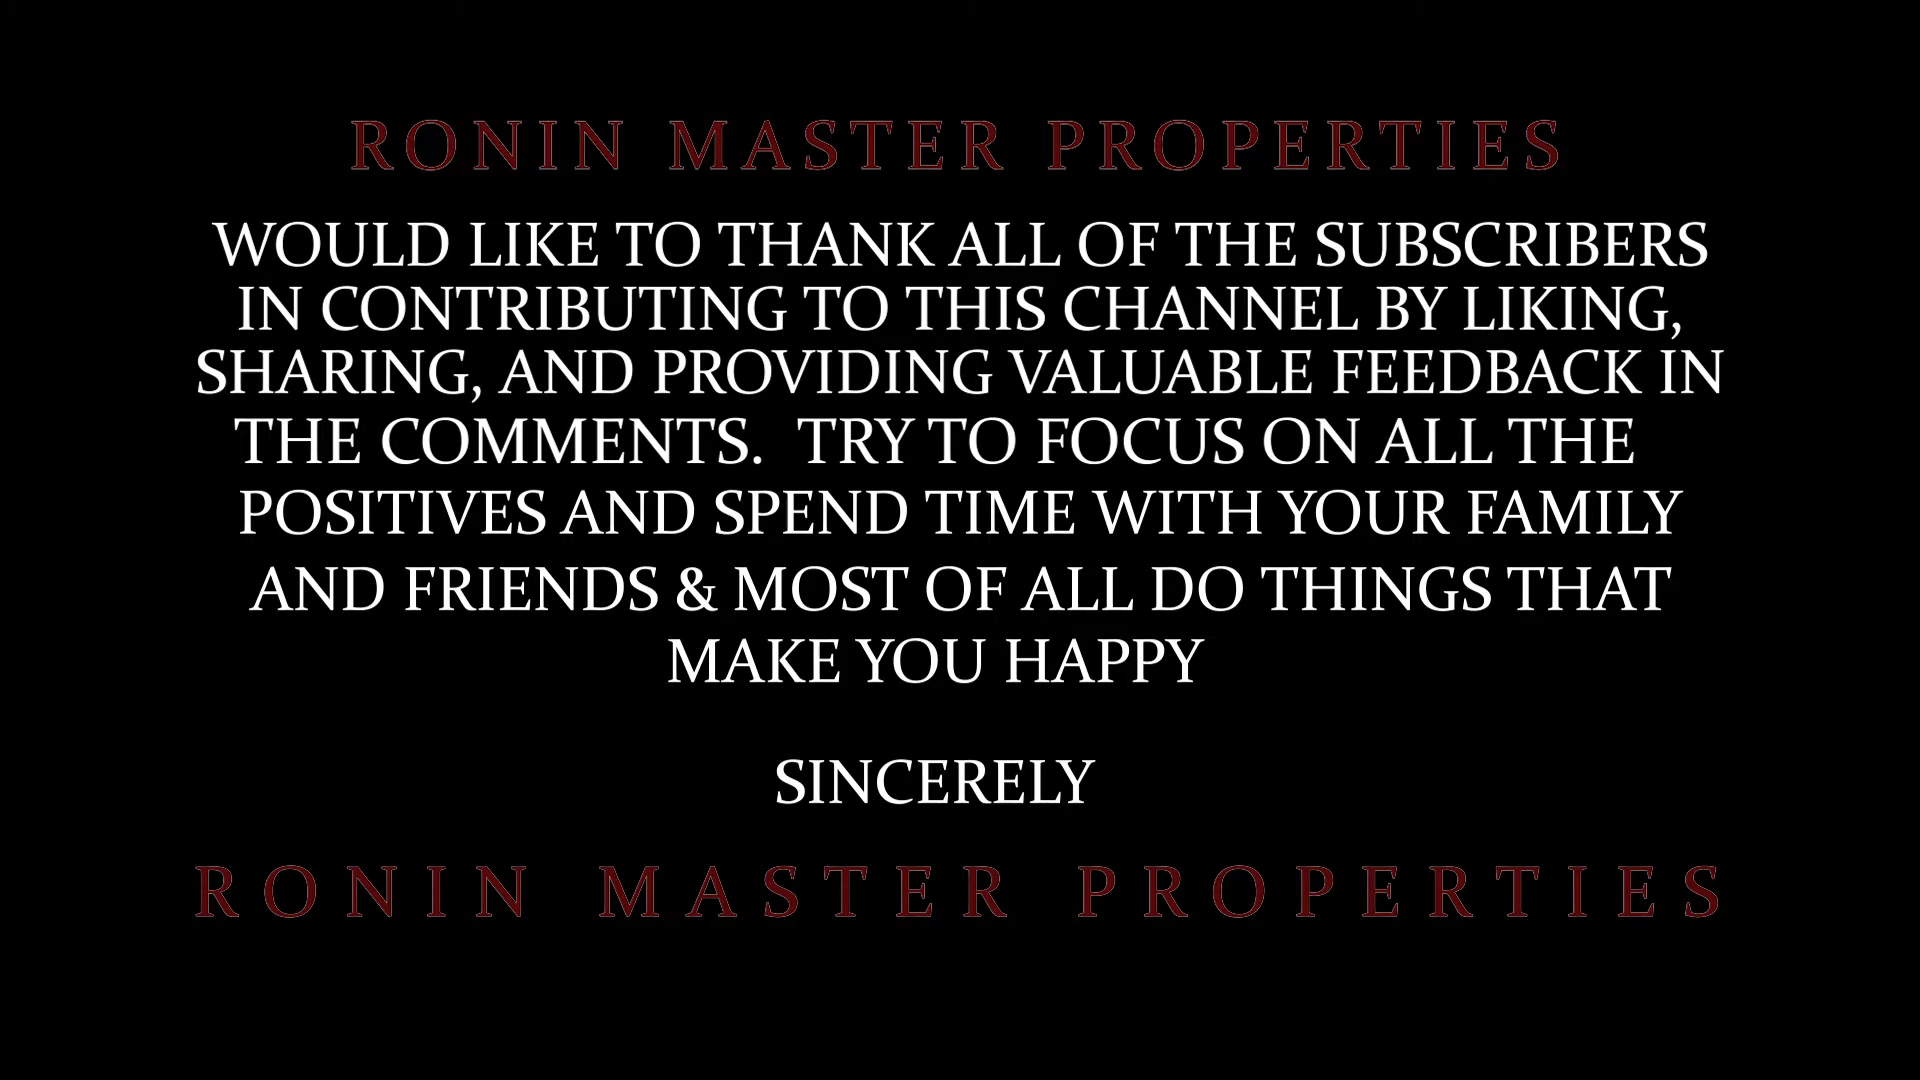 RONIN MASTER PROPERTIES
WOULD LIKE TO THANK ALL OF THE SUBSCRIBERS
IN CONTRIBUTING TO THIS CHANNEL BY LIKING,
SHARING, AND PROVIDING VALUABLE FEEDBACK IN
THE COMMENTS.  TRY TO FOCUS ON ALL THE
POSITIVES AND SPEND TIME WITH YOUR FAMILY
AND FRIENDS & MOST OF ALL DO THINGS THAT
MAKE YOU HAPPY
SINCERELY
RONIN MASTER PROPERTIES